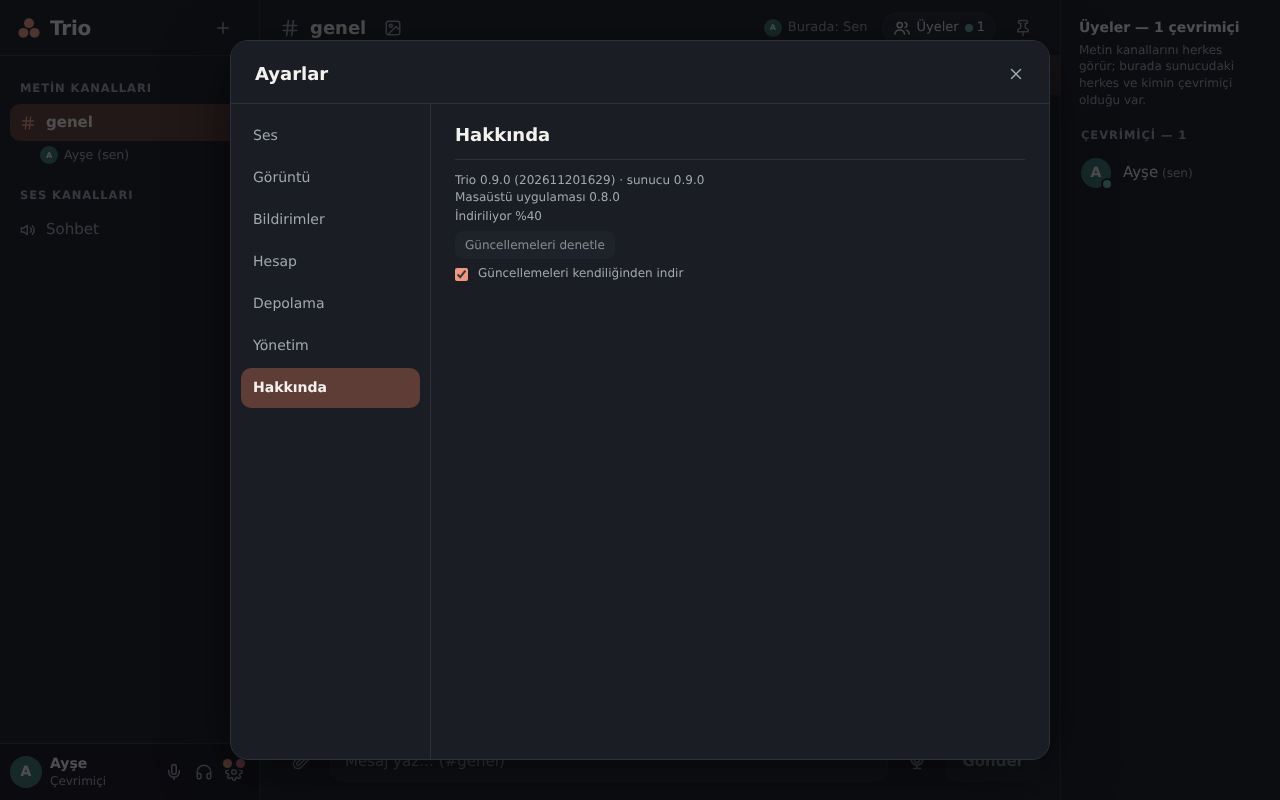 Trio
METİN KANALLARI
genel
A Ayşe (sen)
SES KANALLARI
Sohbet
A Ayşe
Çevrimiçi
genel
A Burada: Sen
Üyeler 1
Ayarlar
Ses
Görüntü
Bildirimler
Hesap
Depolama
Yönetim
Hakkında
Hakkında
Trio 0.9.0 (202611201629) · sunucu 0.9.0
Masaüstü uygulaması 0.8.0
İndiriliyor %40
Güncellemeleri denetle
Güncellemeleri kendiliğinden indir
Mesaj yaz… (#genel)
Gönder
Üyeler — 1 çevrimiçi
Metin kanallarını herkes
görür; burada sunucudaki
herkes ve kimin çevrimiçi
olduğu var.
ÇEVRİMİÇİ — 1
A Ayşe (sen)